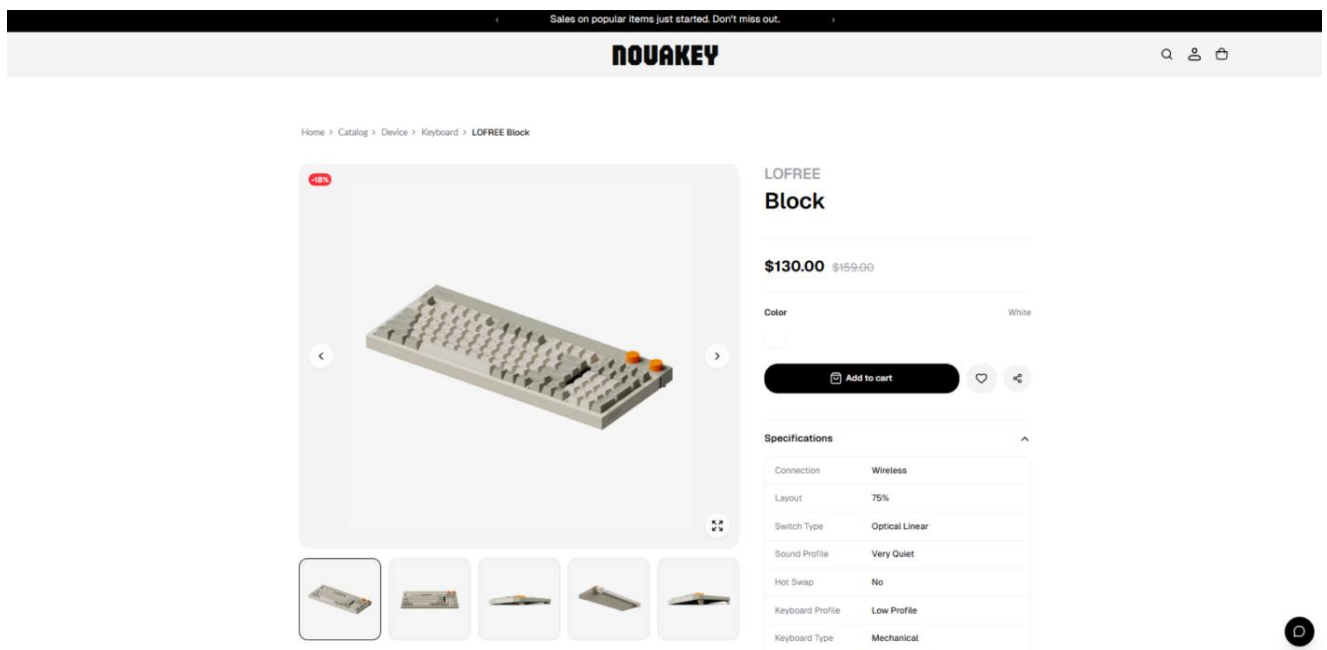 Sales on popular items just started. Don't miss out.
NOVAKEY
Home > Catalog > Device > Keyboard > LOFREE Block
-18%
LOFREE
Block
$130.00 $159.00
Color White
Add to cart
Specifications
Connection Wireless
Layout 75%
Switch Type Optical Linear
Sound Profile Very Quiet
Hot Swap No
Keyboard Profile Low Profile
Keyboard Type Mechanical